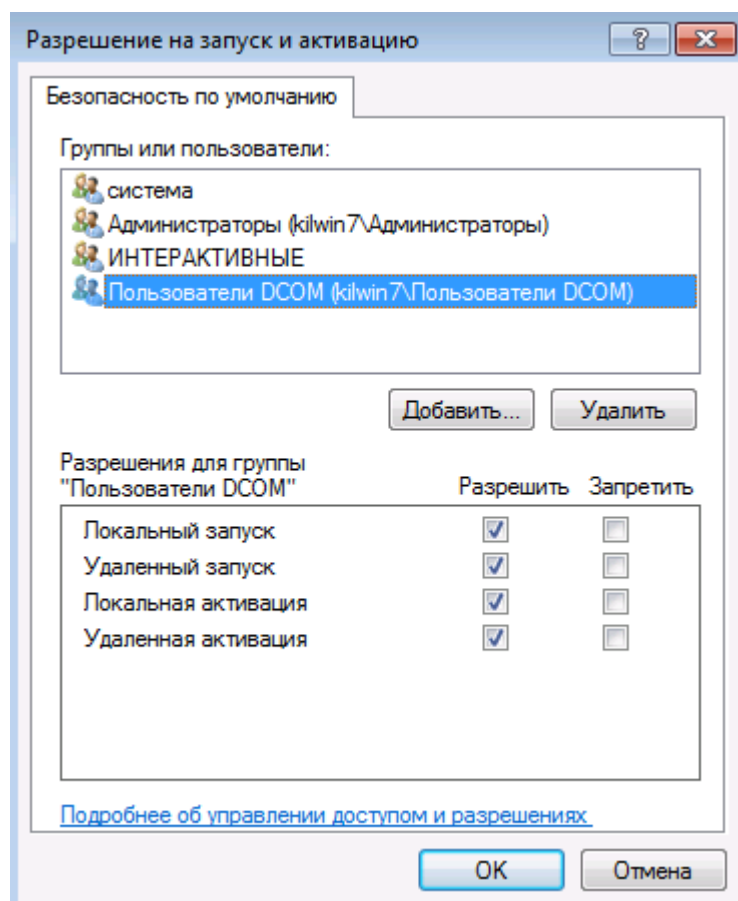 Разрешение на запуск и активацию
Безопасность по умолчанию
Группы или пользователи:
система
Администраторы (kilwin7\Администраторы)
ИНТЕРАКТИВНЫЕ
Пользователи DCOM (kilwin7\Пользователи DCOM)
Добавить... Удалить
Разрешения для группы
"Пользователи DCOM" Разрешить Запретить
Локальный запуск
Удаленный запуск
Локальная активация
Удаленная активация
Подробнее об управлении доступом и разрешениях
ОК Отмена